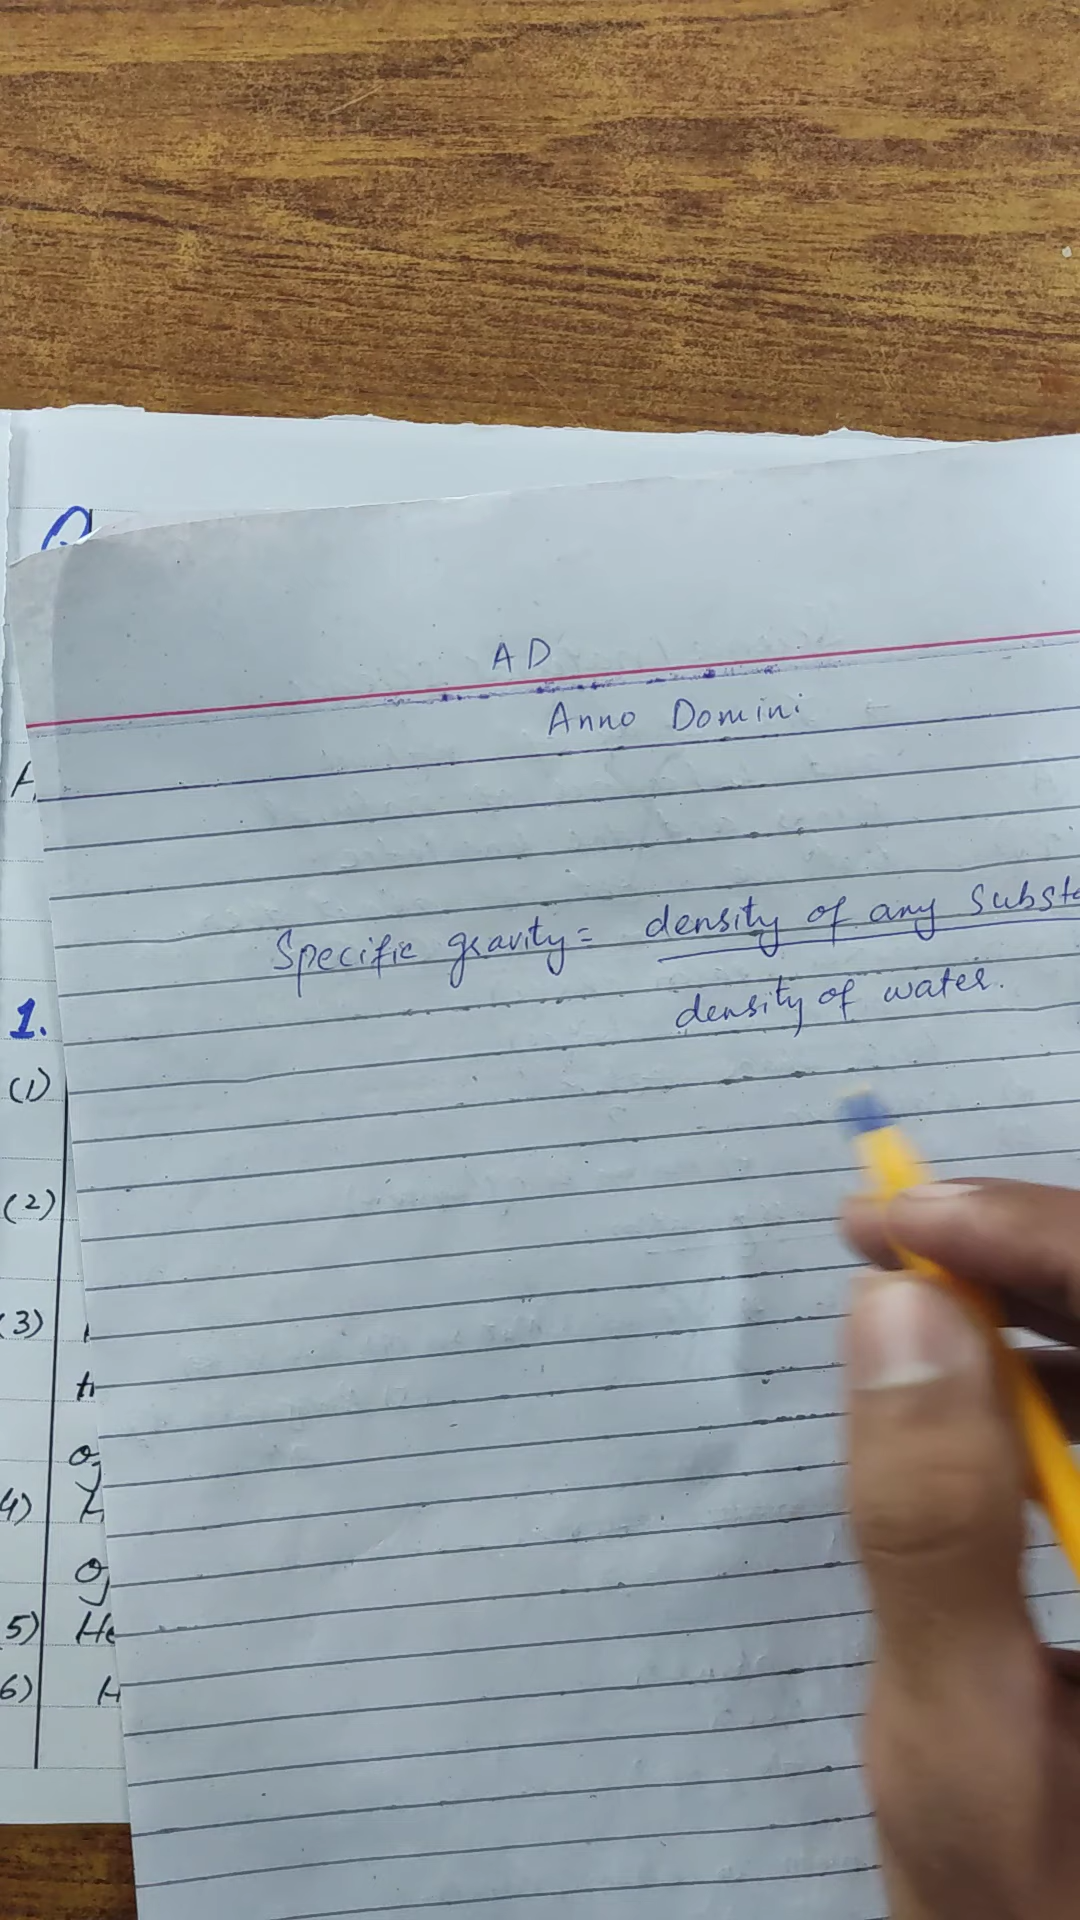 AD
Anno Domini
Specific gravity = density of any Subst
density of water.
1.
(1)
(2)
(3)
4)
5) He
6) H